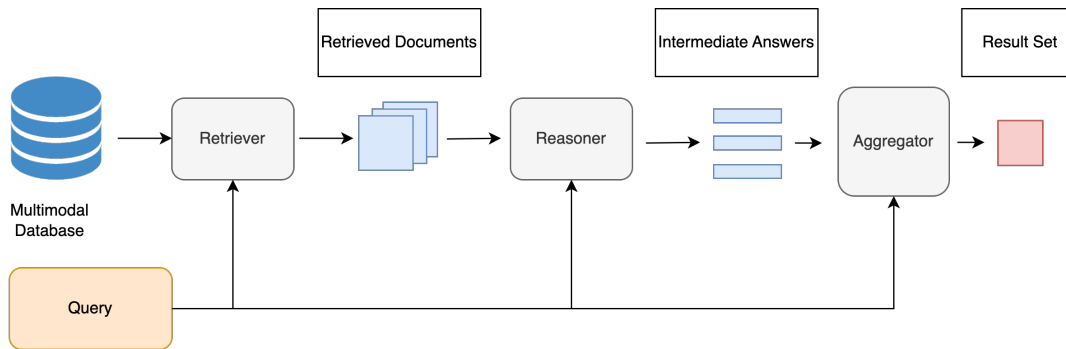 Retrieved Documents
Intermediate Answers
Result Set
Retriever
Reasoner
Aggregator
Multimodal
Database
Query